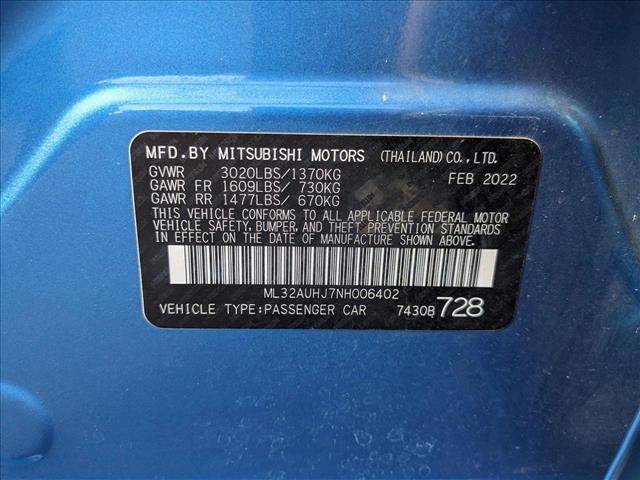 MFD.BY MITSUBISHI MOTORS (THAILAND)CO.,LTD.
GVWR 3020LBS/1370KG FEB 2022
GAWR FR 1609LBS/ 730KG
GAWR RR 1477LBS/ 670KG
THIS VEHICLE CONFORMS TO ALL APPLICABLE FEDERAL MOTOR
VEHICLE SAFETY, BUMPER, AND THEFT PREVENTION STANDARDS
IN EFFECT ON THE DATE OF MANUFACTURE SHOWN ABOVE.
ML32AUHJ7NH006402
VEHICLE TYPE:PASSENGER CAR 7430B 728